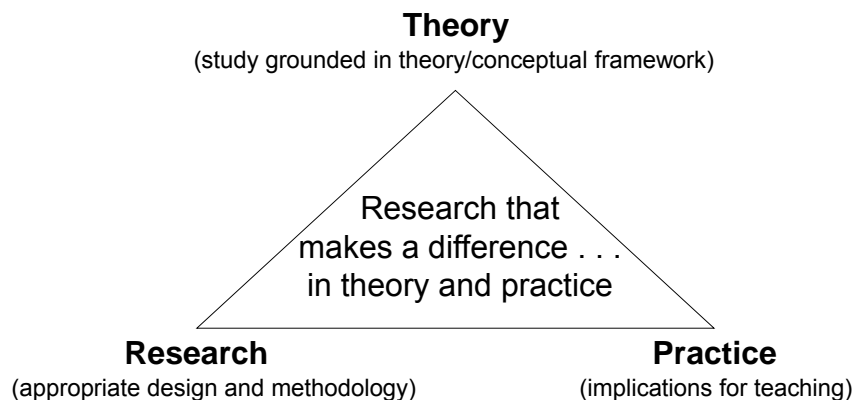 Theory
(study grounded in theory/conceptual framework)
Research that
makes a difference . . .
in theory and practice
Research
(appropriate design and methodology)
Practice
(implications for teaching)